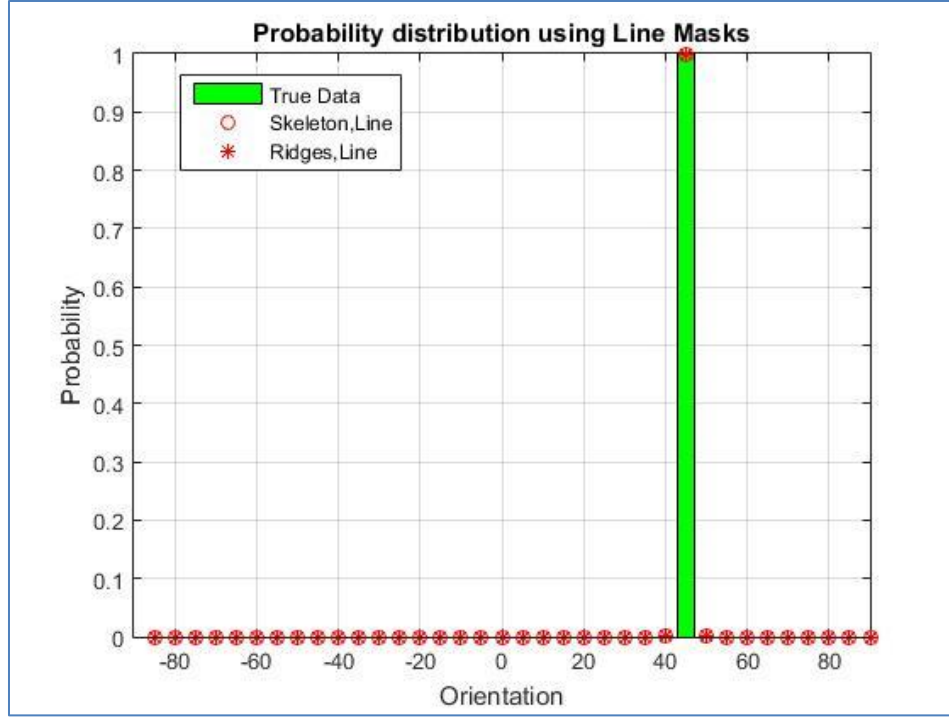 Probability distribution using Line Masks
True Data
Skeleton,Line
Ridges,Line
Probability
1
0.9
0.8
0.7
0.6
0.5
0.4
0.3
0.2
0.1
0
-80 -60 -40 -20 0 20 40 60 80
Orientation